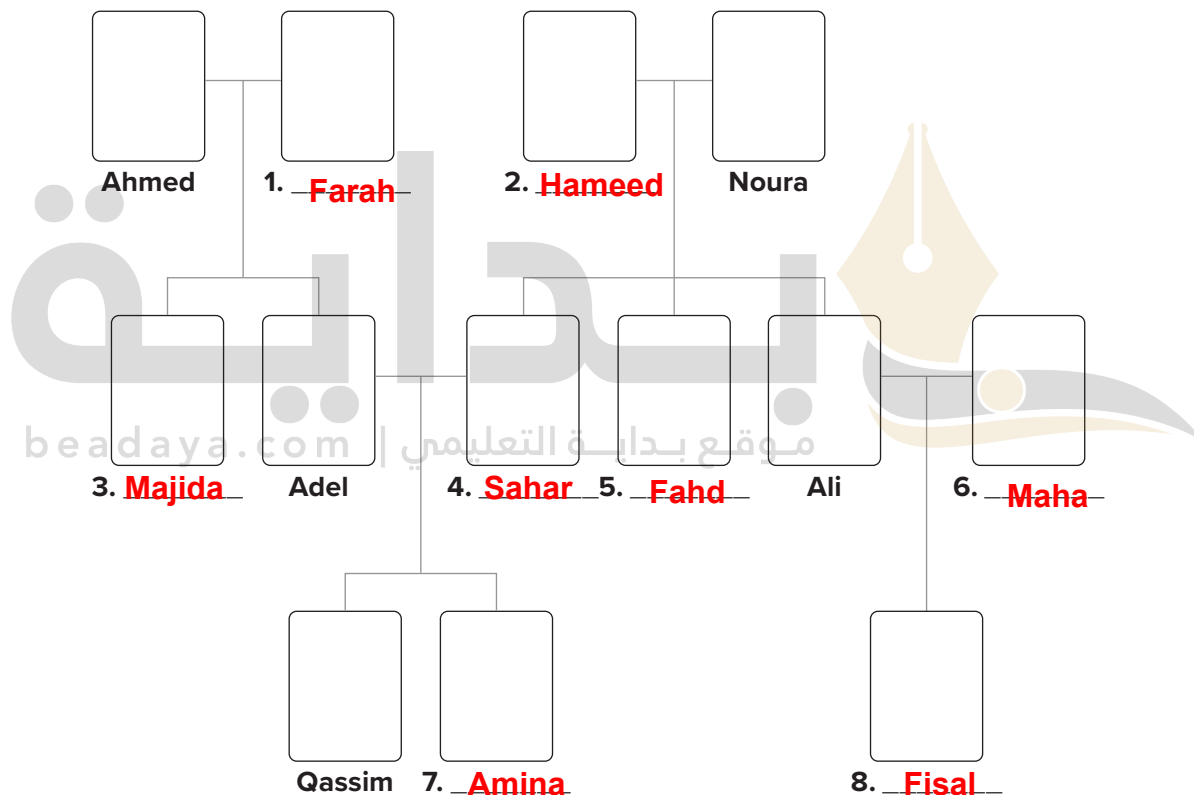 Ahmed 1. Farah 2. Hameed Noura
بداية
beadaya.com | موقع بداية التعليمي
3. Majida Adel 4. Sahar 5. Fahd Ali 6. Maha
Qassim 7. Amina 8. Fisal